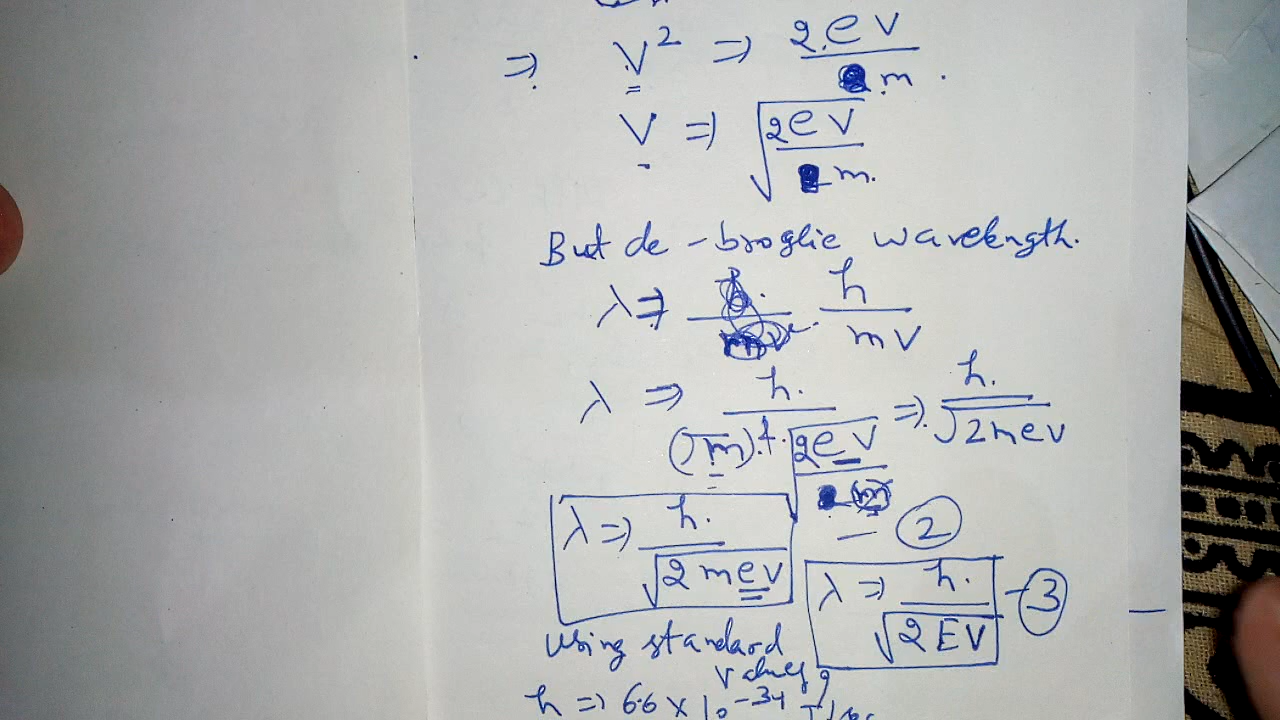 ⇒ V² ⇒ 2eV / m.
V ⇒ √(2eV / m.)
But de-broglie wavelength.
λ ⇒ h / mV
λ ⇒ h. / (√m)². √(2eV / m) ⇒ h. / √2mev
λ ⇒ h. / √2mev — ②
λ ⇒ h. / √2EV — ③
Using standard
values,
h ⇒ 6.6 × 10⁻³⁴